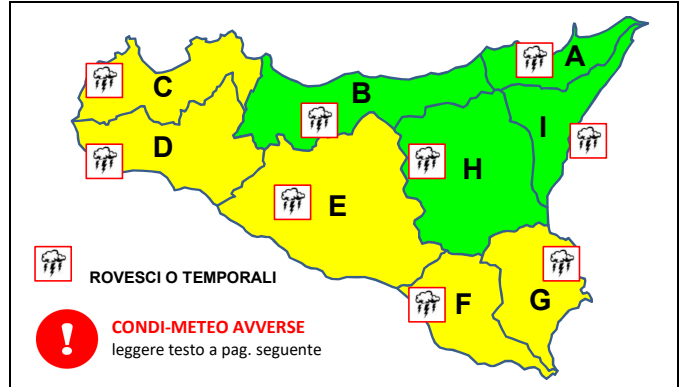 A
C
B
I
D
H
E
ROVESCI O TEMPORALI
F
G
CONDI-METEO AVVERSE
leggere testo a pag. seguente